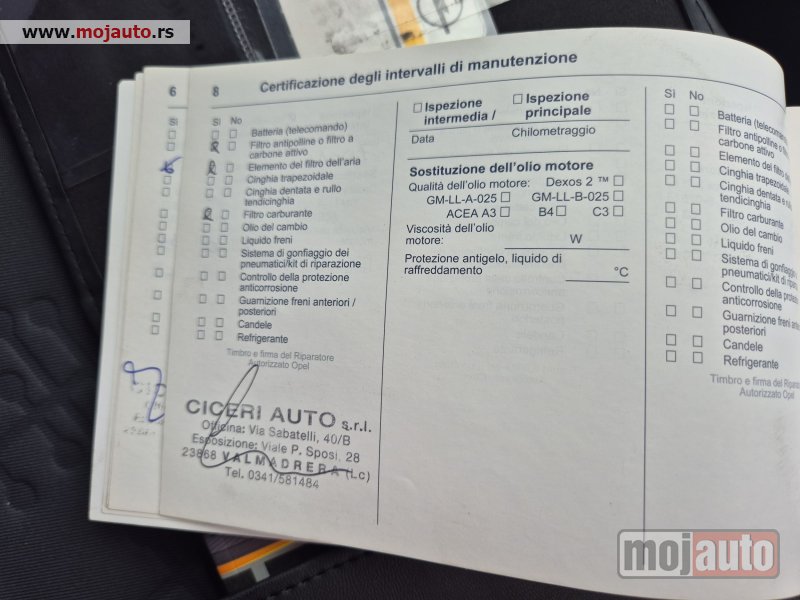 www.mojauto.rs
6
8
Certificazione degli intervalli di manutenzione
Sì
Sì No
Batteria (telecomando)
Filtro antipolline o filtro a
carbone attivo
Elemento del filtro dell'aria
Cinghia trapezoidale
Cinghia dentata e rullo
tendicinghia
Filtro carburante
Olio del cambio
Liquido freni
Sistema di gonfiaggio dei
pneumatici/kit di riparazione
Controllo della protezione
anticorrosione
Guarnizione freni anteriori /
posteriori
Candele
Refrigerante
Timbro e firma del Riparatore
Autorizzato Opel
CICERI AUTO s.r.l.
Officina: Via Sabatelli, 40/B
Esposizione: Viale P. Sposi, 28
23868 VALMADRERA (Lc)
Tel. 0341/581484
Ispezione
intermedia /
Ispezione
principale
Data
Chilometraggio
Sostituzione dell'olio motore
Qualità dell'olio motore: Dexos 2 ™
GM-LL-A-025 GM-LL-B-025
ACEA A3 B4 C3
Viscosità dell'olio
motore: W
Protezione antigelo, liquido di
raffreddamento °C
Sì No
Batteria (telecomando)
Filtro antipolline o
carbone attivo
Elemento del filtro
Cinghia trapezoidale
Cinghia dentata e
tendicinghia
Filtro carburante
Olio del cambio
Liquido freni
Sistema di gonfiaggio
pneumatici/kit di
Controllo della
anticorrosione
Guarnizione freni
posteriori
Candele
Refrigerante
Timbro e firma del
Autorizzato Opel
mojauto